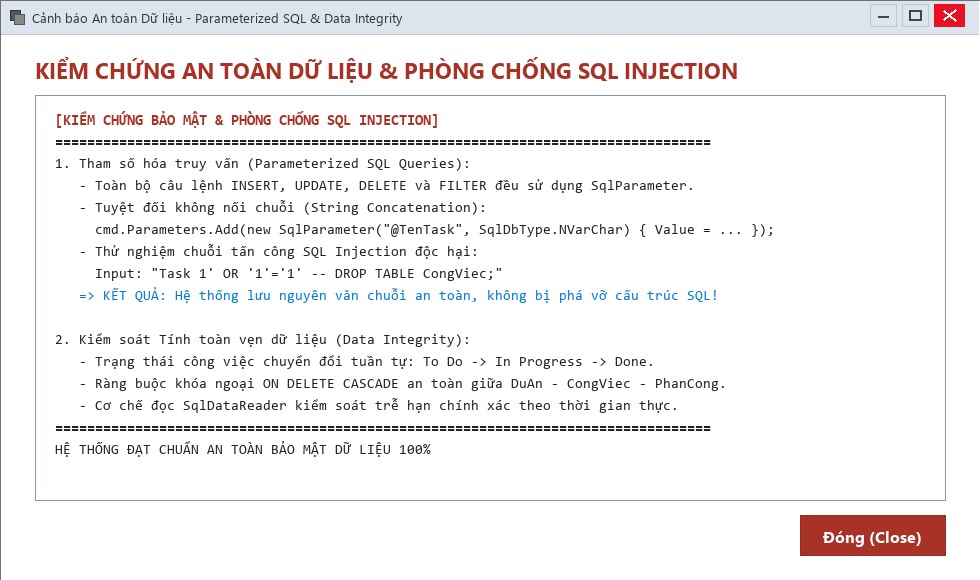 Cảnh báo An toàn Dữ liệu - Parameterized SQL & Data Integrity
KIỂM CHỨNG AN TOÀN DỮ LIỆU & PHÒNG CHỐNG SQL INJECTION
[KIỂM CHỨNG BẢO MẬT & PHÒNG CHỐNG SQL INJECTION]
==================================================================================
1. Tham số hóa truy vấn (Parameterized SQL Queries):
- Toàn bộ câu lệnh INSERT, UPDATE, DELETE và FILTER đều sử dụng SqlParameter.
- Tuyệt đối không nối chuỗi (String Concatenation):
cmd.Parameters.Add(new SqlParameter("@TenTask", SqlDbType.NVarChar) { Value = ... });
- Thử nghiệm chuỗi tấn công SQL Injection độc hại:
Input: "Task 1' OR '1'='1' -- DROP TABLE CongViec;"
=> KẾT QUẢ: Hệ thống lưu nguyên văn chuỗi an toàn, không bị phá vỡ cấu trúc SQL!
2. Kiểm soát Tính toàn vẹn dữ liệu (Data Integrity):
- Trạng thái công việc chuyển đổi tuần tự: To Do -> In Progress -> Done.
- Ràng buộc khóa ngoại ON DELETE CASCADE an toàn giữa DuAn - CongViec - PhanCong.
- Cơ chế đọc SqlDataReader kiểm soát trễ hạn chính xác theo thời gian thực.
==================================================================================
HỆ THỐNG ĐẠT CHUẨN AN TOÀN BẢO MẬT DỮ LIỆU 100%
Đóng (Close)